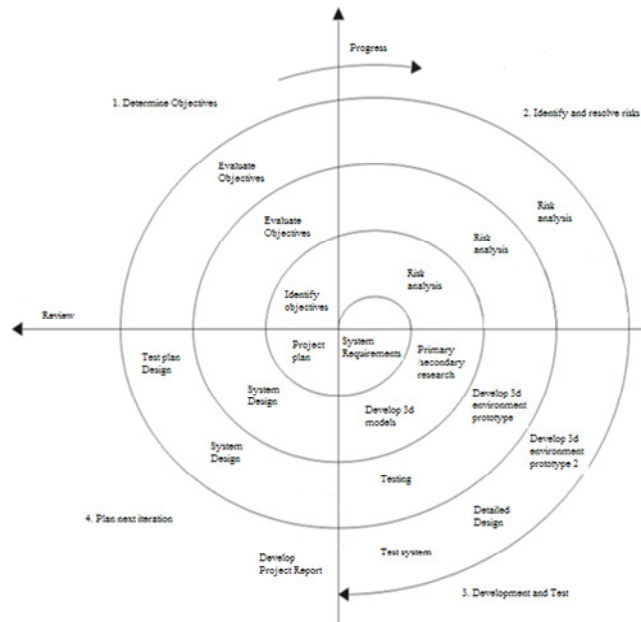 Progress
1. Determine Objectives
2. Identify and resolve risks
Evaluate
Objectives
Risk
analysis
Evaluate
Objectives
Risk
analysis
Risk
analysis
Identify
objectives
Review
Project
plan
System
Requirements
Primary
/secondary
research
Test plan
Design
System
Design
Develop 3d
models
Develop 3d
environment
prototype
System
Design
Develop 3d
environment
prototype 2
Testing
Detailed
Design
4. Plan next iteration
Develop
Project Report
Test system
3. Development and Test